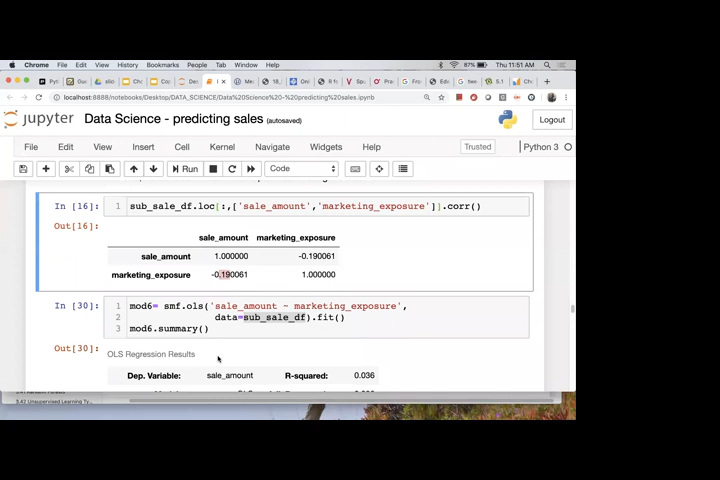 Chrome File Edit View History Bookmarks People Tab Window Help 87% Thu 11:51 AM
localhost:8888/notebooks/Desktop/DATA_SCIENCE/Data%20Science%20-%20predicting%20sales.ipynb
jupyter Data Science - predicting sales (autosaved) Logout
File Edit View Insert Cell Kernel Navigate Widgets Help Trusted Python 3
Run Code
In [16]: 1 sub_sale_df.loc[:,['sale_amount','marketing_exposure']].corr()
Out[16]:
sale_amount marketing_exposure
sale_amount 1.000000 -0.190061
marketing_exposure -0.190061 1.000000
In [30]: 1 mod6= smf.ols('sale_amount ~ marketing_exposure',
2 data=sub_sale_df).fit()
3 mod6.summary()
Out[30]:
OLS Regression Results
Dep. Variable: sale_amount R-squared: 0.036
3.42 Unsupervised Learning Ty...